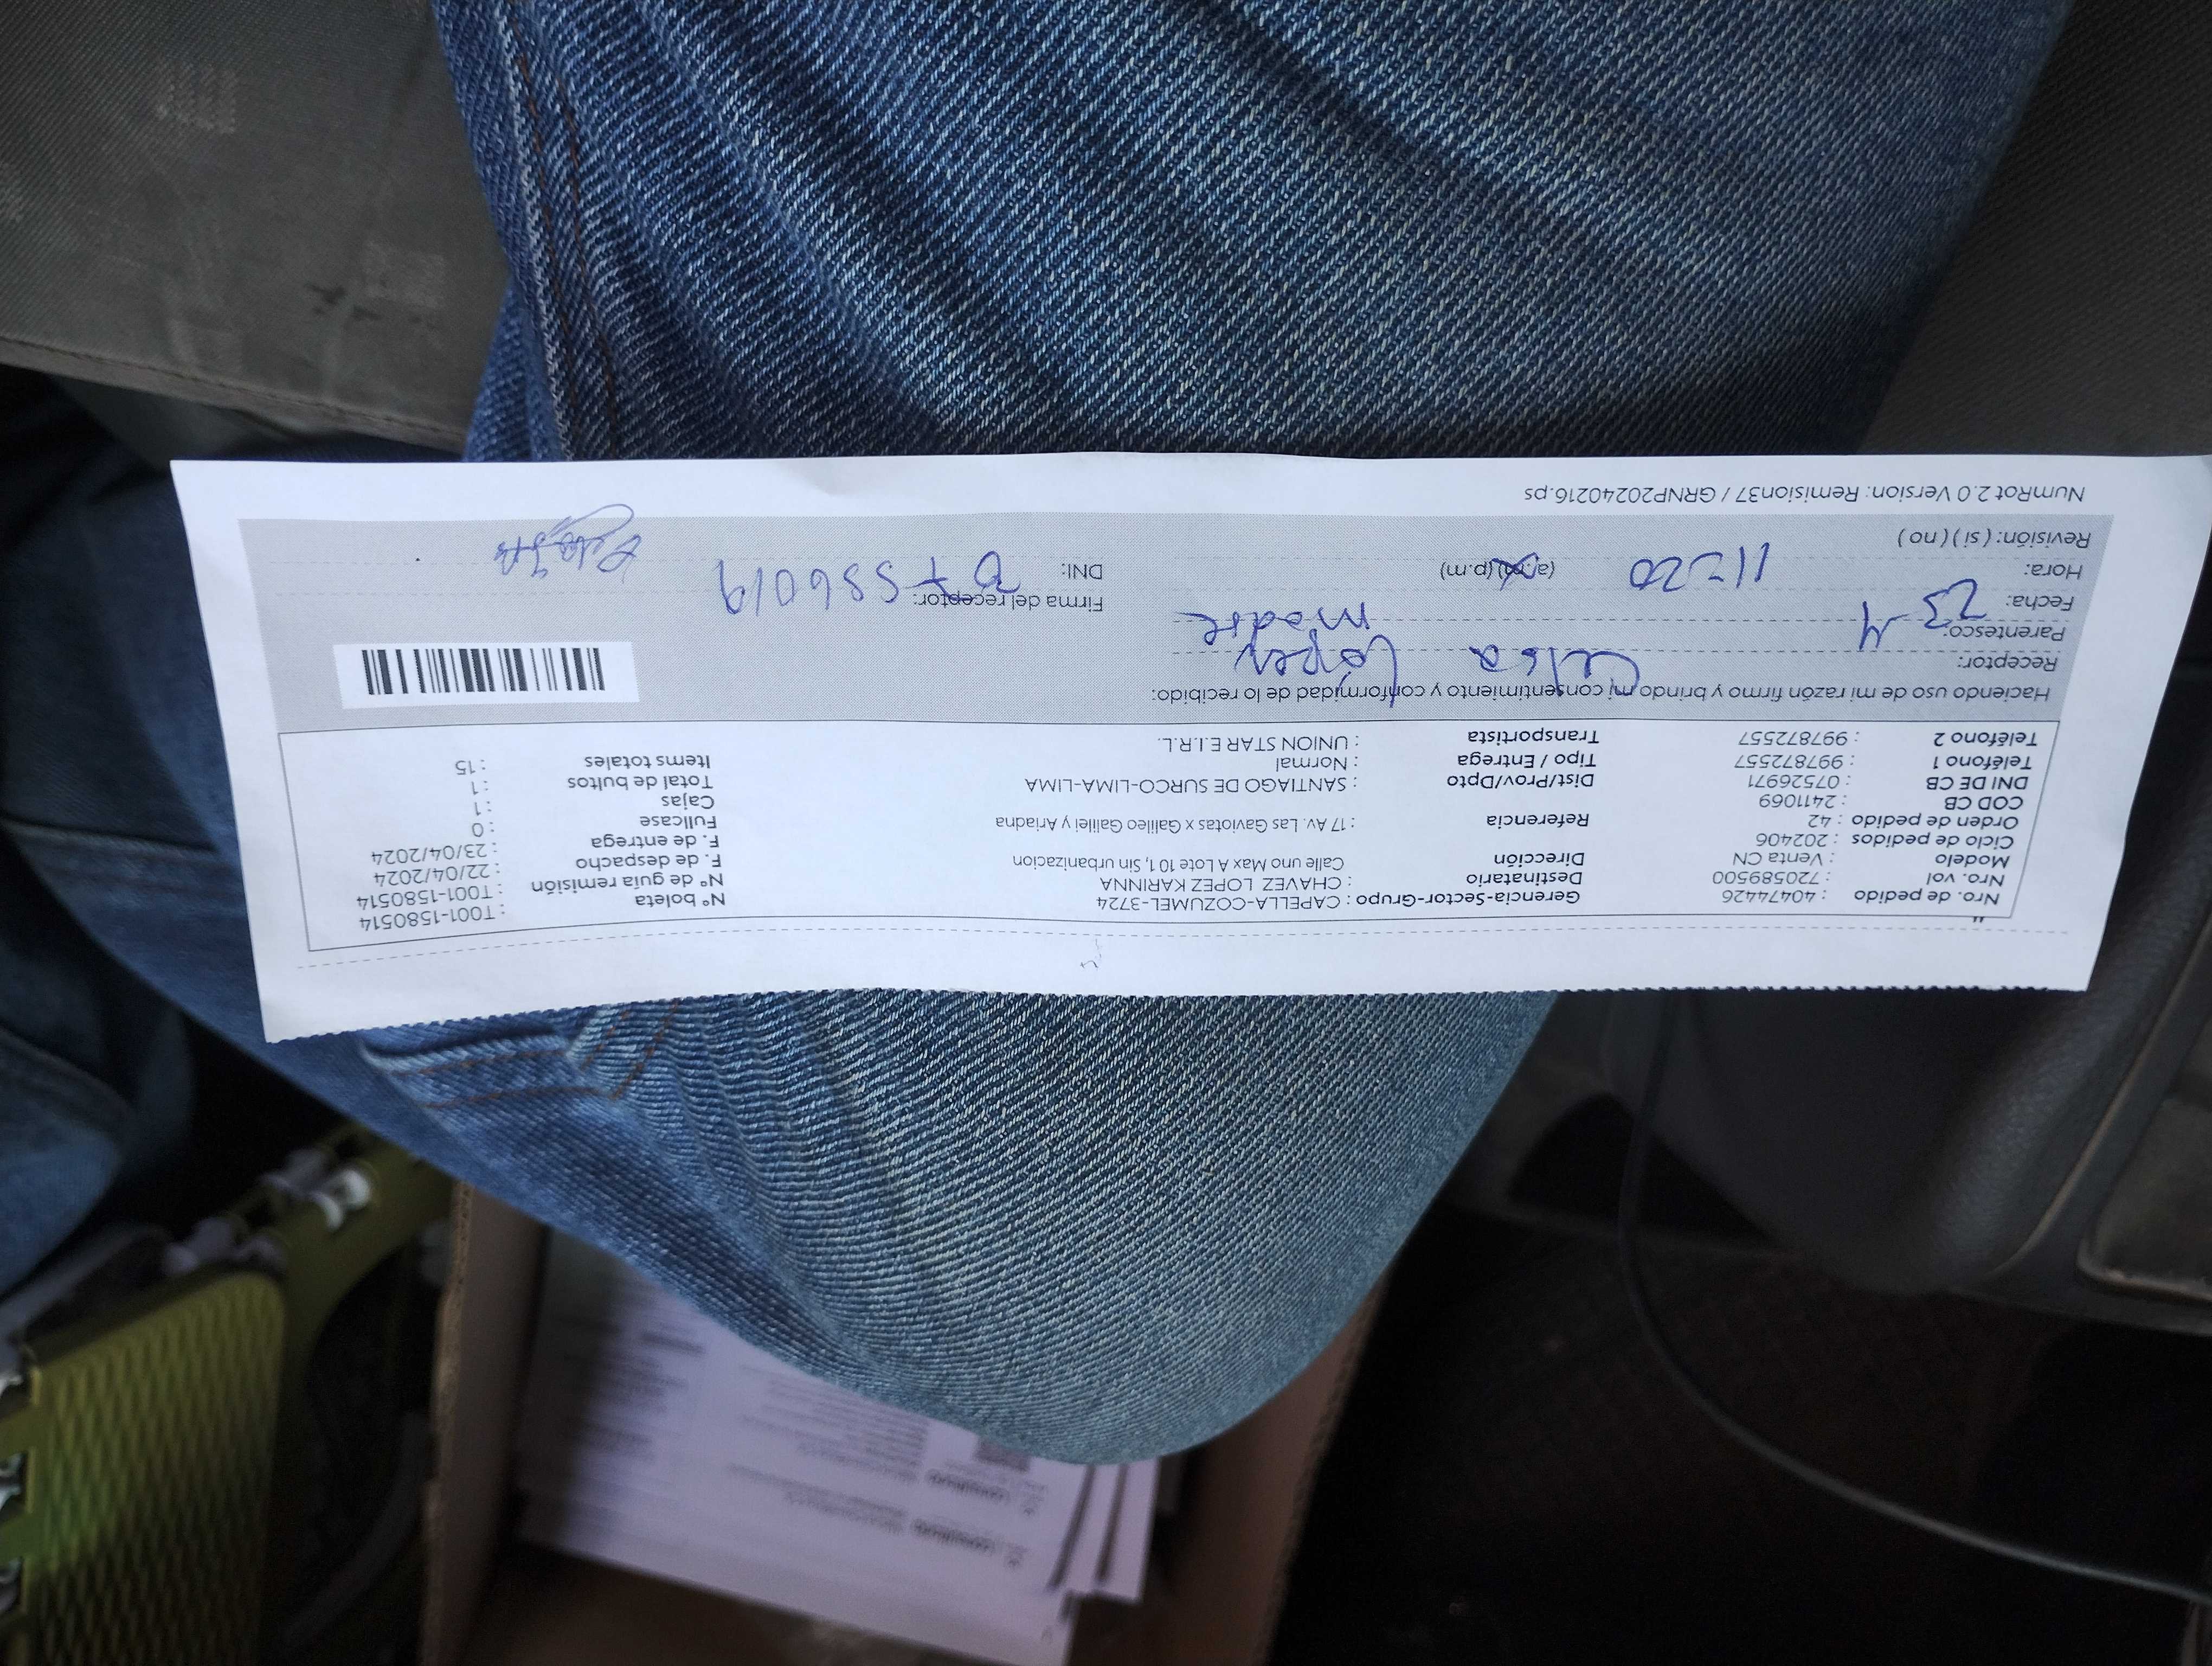 Nro. de pedido : 40474426
Nro. vol. : 720589500
Modelo : Venta CN
Ciclo de pedidos : 202406
Orden de pedido : 42
COD CB : 2411069
DNI DE CB : 07526971
Teléfono 1 : 997872557
Teléfono 2 : 997872557
Gerencia-Sector-Grupo : CAPELLA-COZUMEL-3724
Destinatario : CHAVEZ LOPEZ KARINNA
Dirección Calle uno Max A Lote 101, Sin urbanizacion
Referencia : 17 Av. Las Gaviotas x Galileo Galilei y Ariadna
Dist/Prov/Dpto : SANTIAGO DE SURCO-LIMA-LIMA
Tipo / Entrega : Normal
Transportista : UNION STAR E.I.R.L.
N° boleta : T001-1580514
N° de guía remisión : T001-1580514
F. de despacho : 22/04/2024
F. de entrega : 23/04/2024
Fullcase : 0
Cajas : 1
Total de bultos : 1
Items totales : 15
Haciendo uso de mi razón firmo y brindo mi consentimiento y conformidad de lo recibido:
Receptor: Celsa López
Parentesco: madre
Fecha: 23 4
Hora: 11=20 (a.m) (p.m)
Revisión: ( si ) ( no )
Firma del receptor:
DNI: 07586019
NumRot 2.0 Version: Remision37 / GRNP20240216.ps